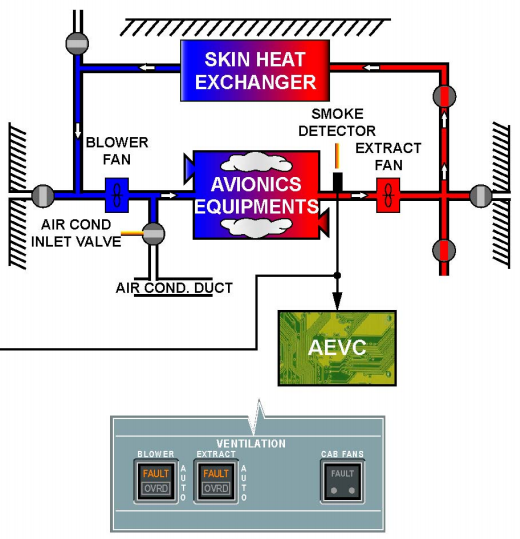 SKIN HEAT
EXCHANGER
SMOKE
DETECTOR
BLOWER
FAN
EXTRACT
FAN
AVIONICS
EQUIPMENTS
AIR COND
INLET VALVE
AIR COND. DUCT
AEVC
VENTILATION
BLOWER
EXTRACT
CAB FANS
FAULT
OVRD
AUTO
FAULT
OVRD
AUTO
FAULT